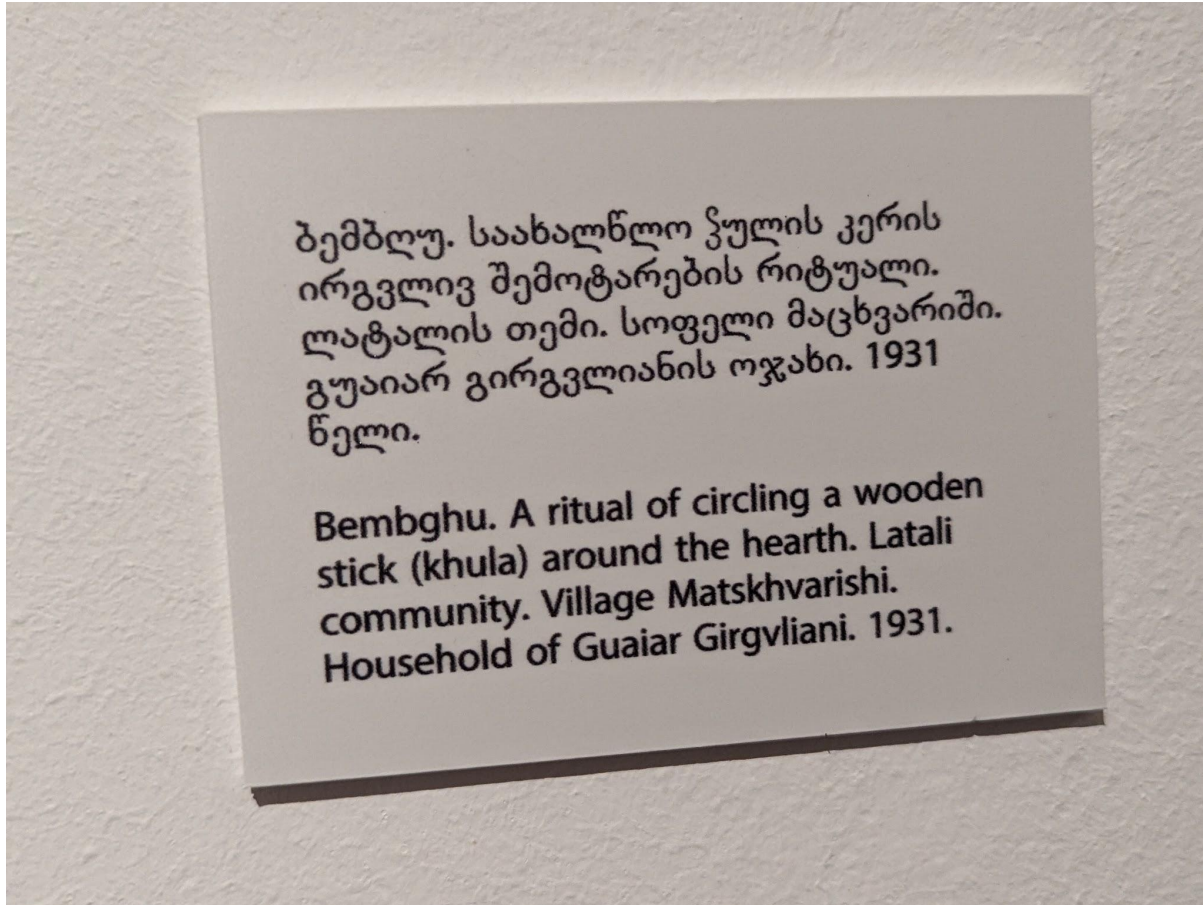 ბემბღუ. საახალწლო ჴულის კერის
ირგვლივ შემოტარების რიტუალი.
ლატალის თემი. სოფელი მაცხვარიში.
გუაიარ გირგვლიანის ოჯახი. 1931
წელი.
Bembghu. A ritual of circling a wooden
stick (khula) around the hearth. Latali
community. Village Matskhvarishi.
Household of Guaiar Girgvliani. 1931.